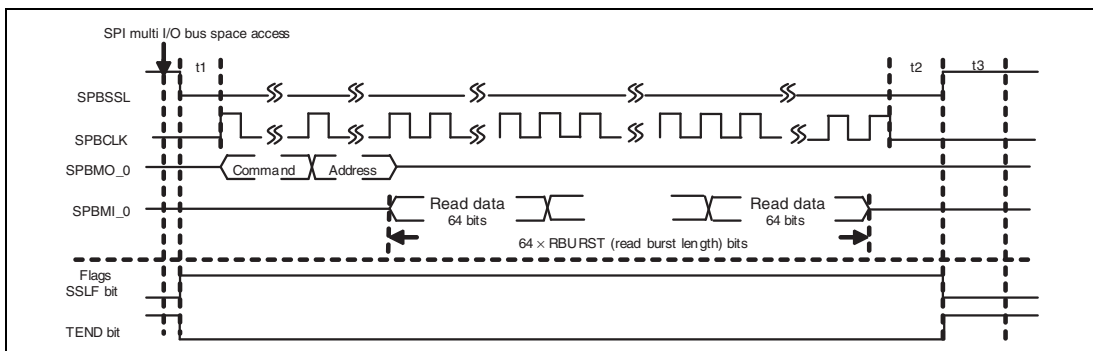 SPI multi I/O bus space access
t1
t2
t3
SPBSSL
SPBCLK
SPBMO_0
Command
Address
SPBMI_0
Read data
64 bits
Read data
64 bits
64 × RBURST (read burst length) bits
Flags
SSLF bit
TEND bit